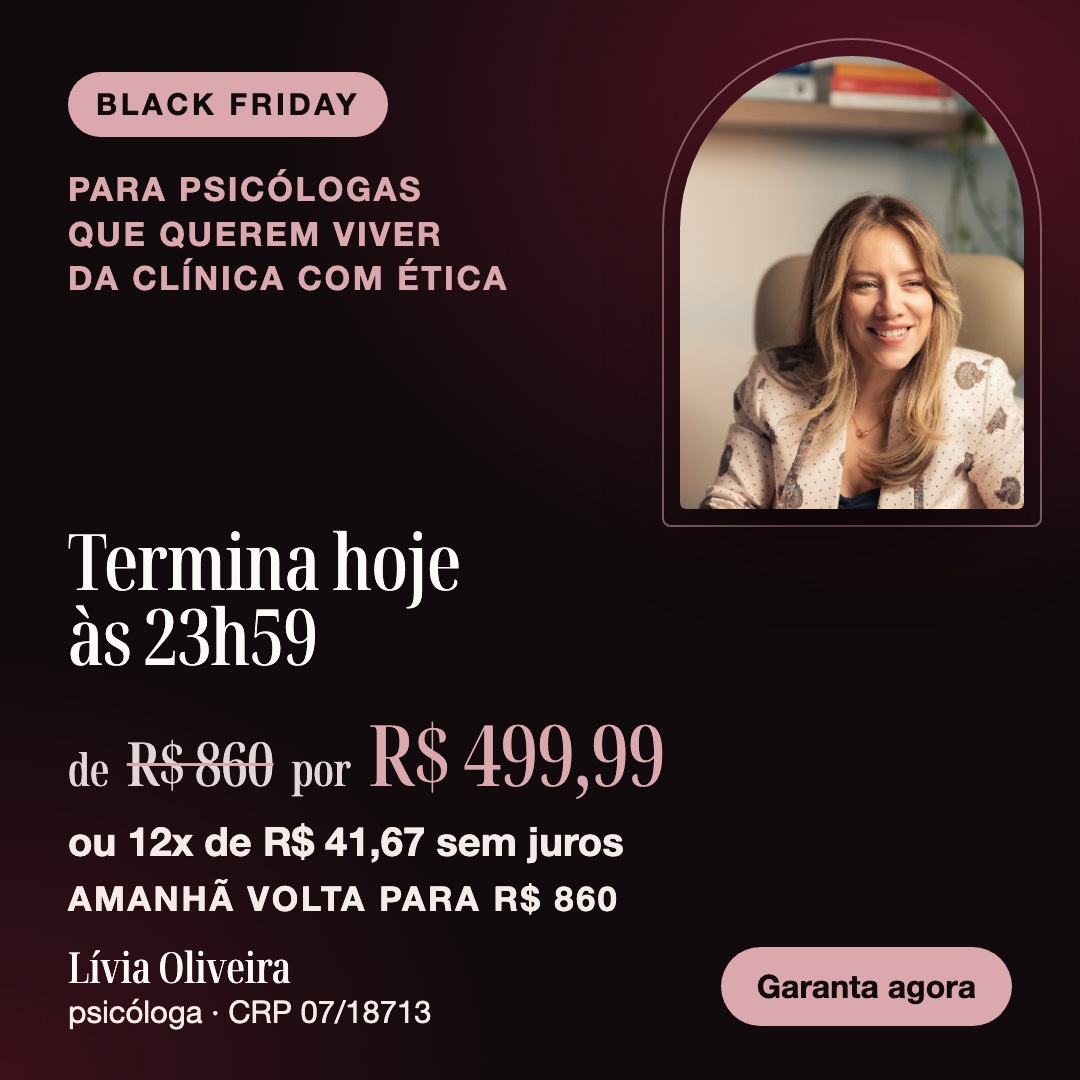 BLACK FRIDAY
PARA PSICÓLOGAS
QUE QUEREM VIVER
DA CLÍNICA COM ÉTICA
Termina hoje
às 23h59
de R$ 860 por R$ 499,99
ou 12x de R$ 41,67 sem juros
AMANHÃ VOLTA PARA R$ 860
Lívia Oliveira
psicóloga · CRP 07/18713
Garanta agora